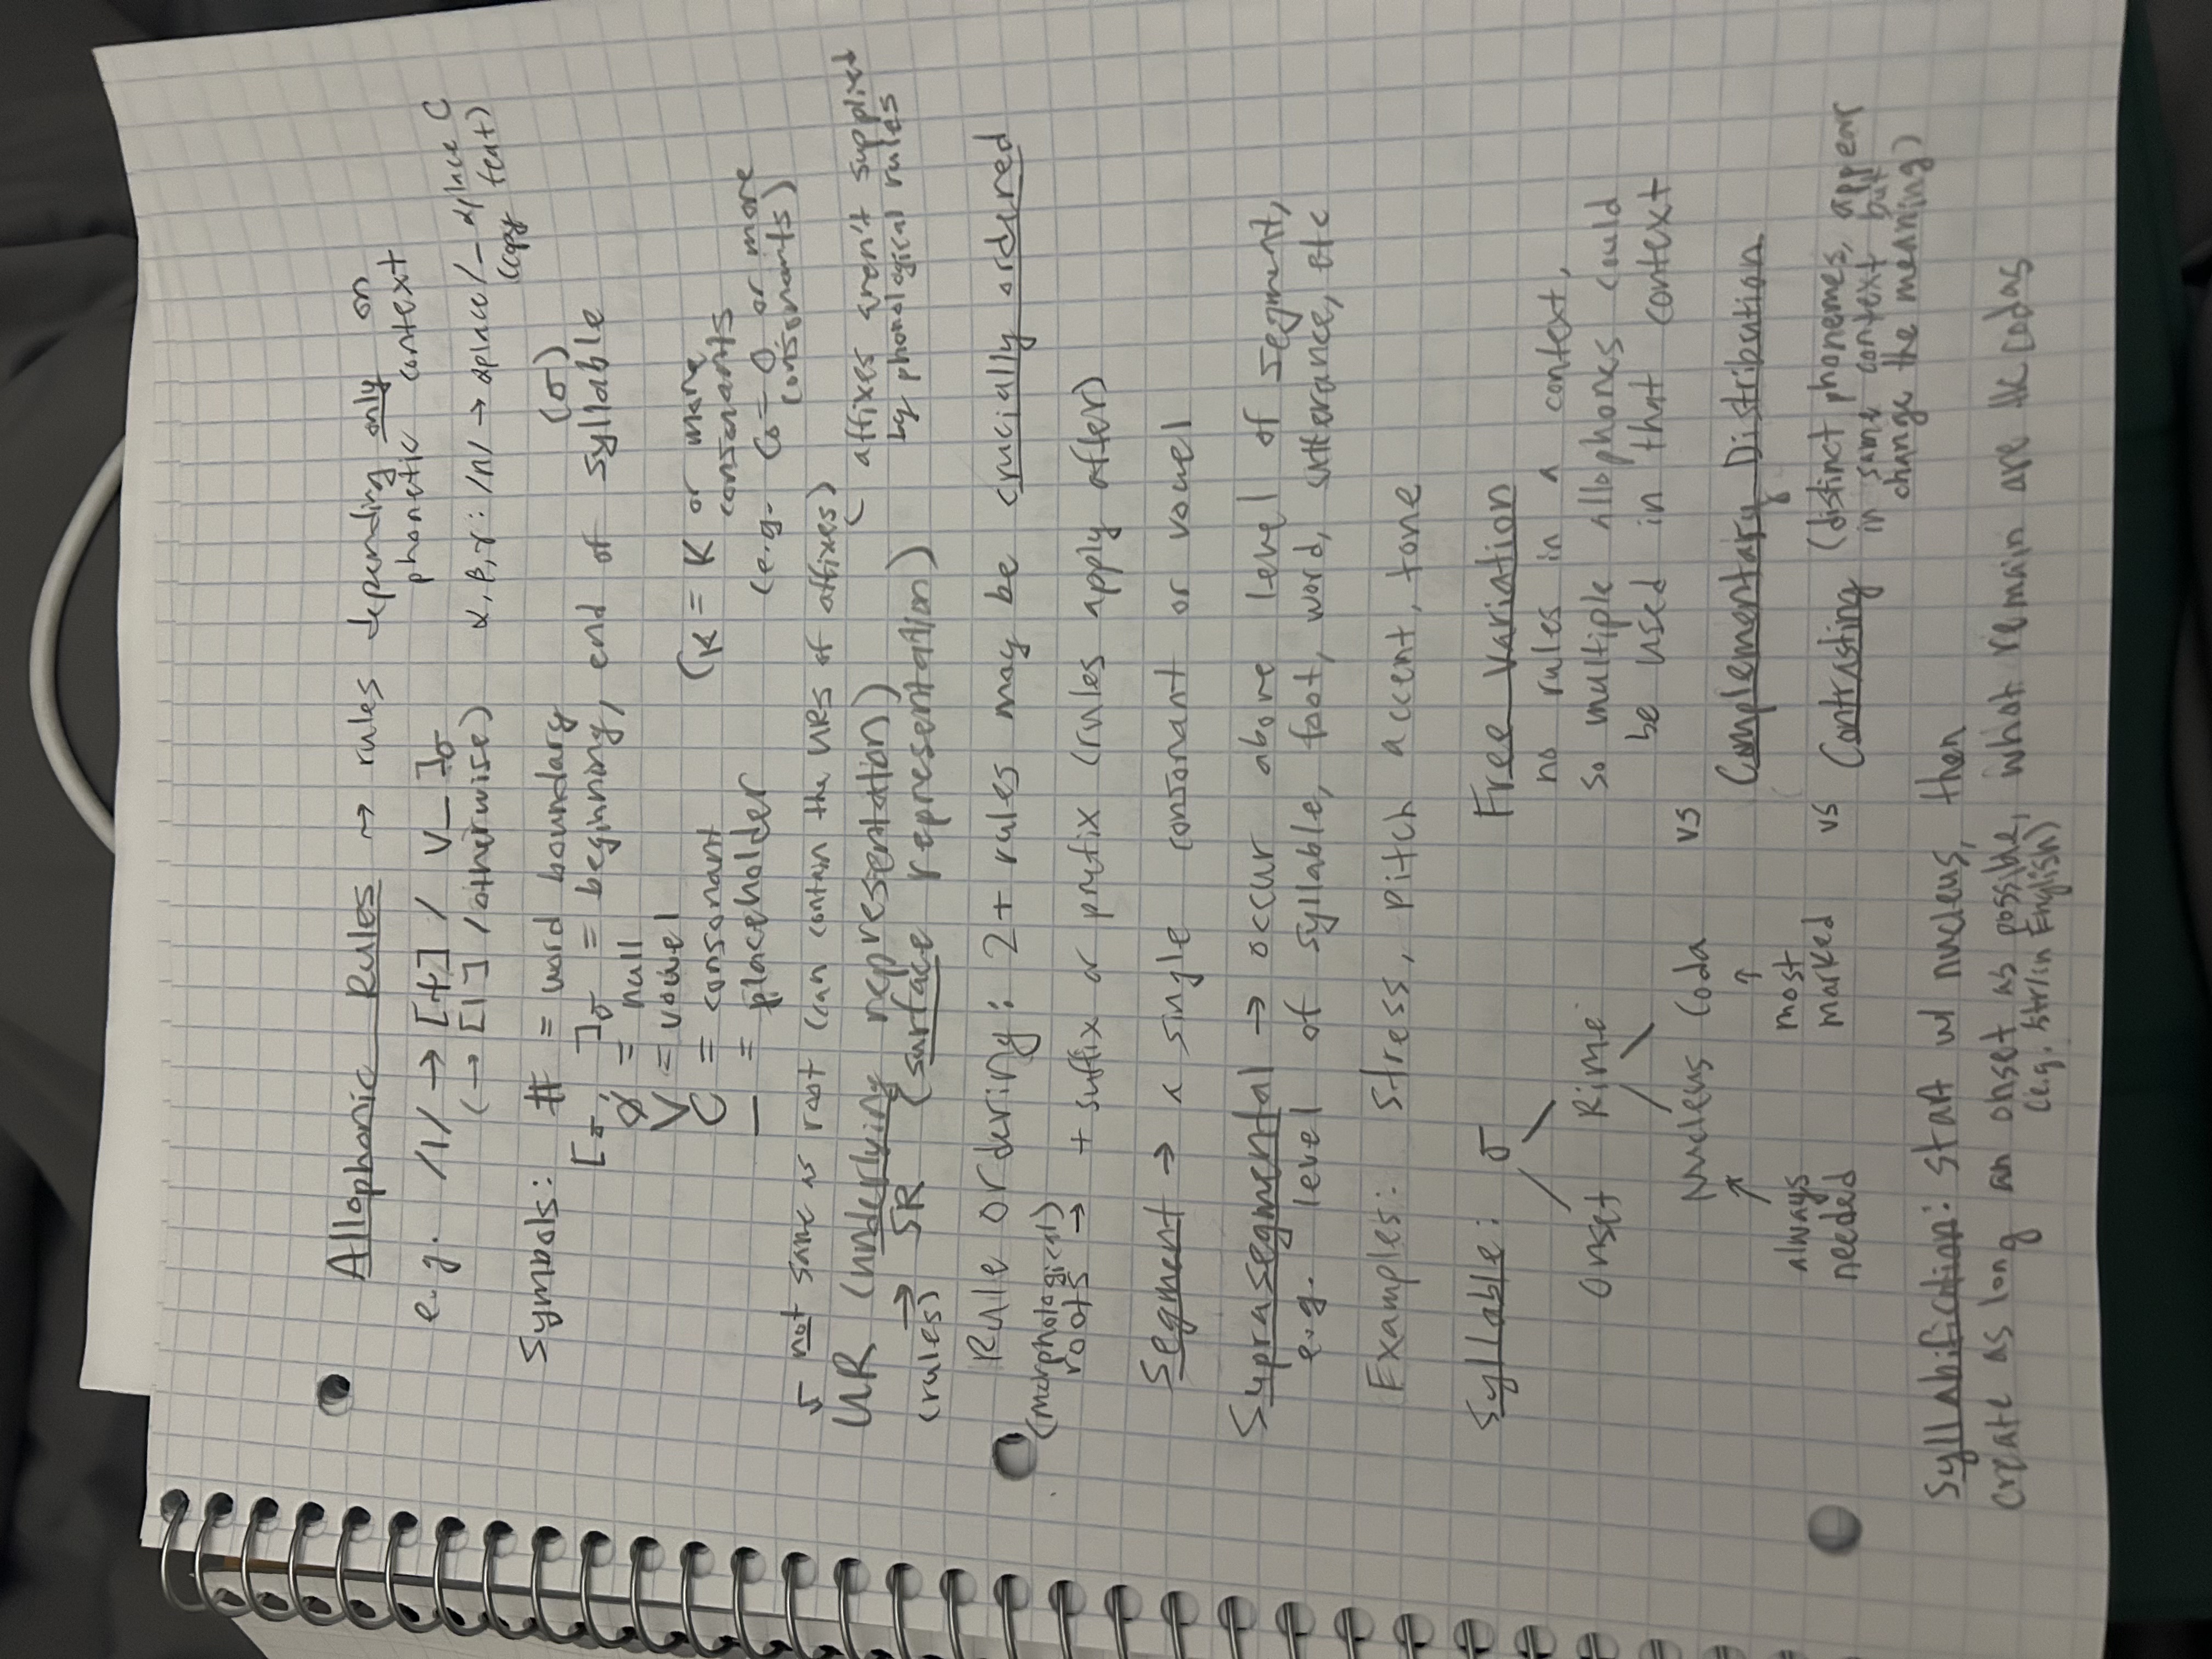 Allophonic Rules → rules depending only on
phonetic context
e.g. /l/ → [ɫ] / V_ ]σ
(→ [l] / otherwise)
α, β, γ: /n/ → αplace / _ αplace C
(copy feat)
Symbols: # = word boundary
(σ)
[σ, ]σ = beginning, end of syllable
Ø = null
V = vowel
C = consonant
_ = placeholder
CK = K or more
consonants
(e.g. C0 = 0 or more
consonants)
↳ not same as root (can contain the URs of affixes)
↳ affixes aren't supplied
by phonological rules
UR (underlying representation)
→ SR (surface representation)
(rules)
Rule ordering: 2+ rules may be crucially ordered
(morphological)
roots → + suffix or prefix (rules apply after)
Segment → a single consonant or vowel
Suprasegmental → occur above level of segment,
e.g. level of syllable, foot, word, utterance, etc
Examples: stress, pitch accent, tone
Syllable: σ
Onset Rime
Nucleus Coda
↑ ↑
always most
needed marked
Free Variation
no rules in a context,
so multiple allophones could
be used in that context
vs
Complementary Distribution
vs Contrasting (distinct phonemes, appear
in same context but
change the meaning)
Syllabifiction: start w/ nucleus, then
create as long an onset as possible, what remain are the codas
(e.g. str/in English)